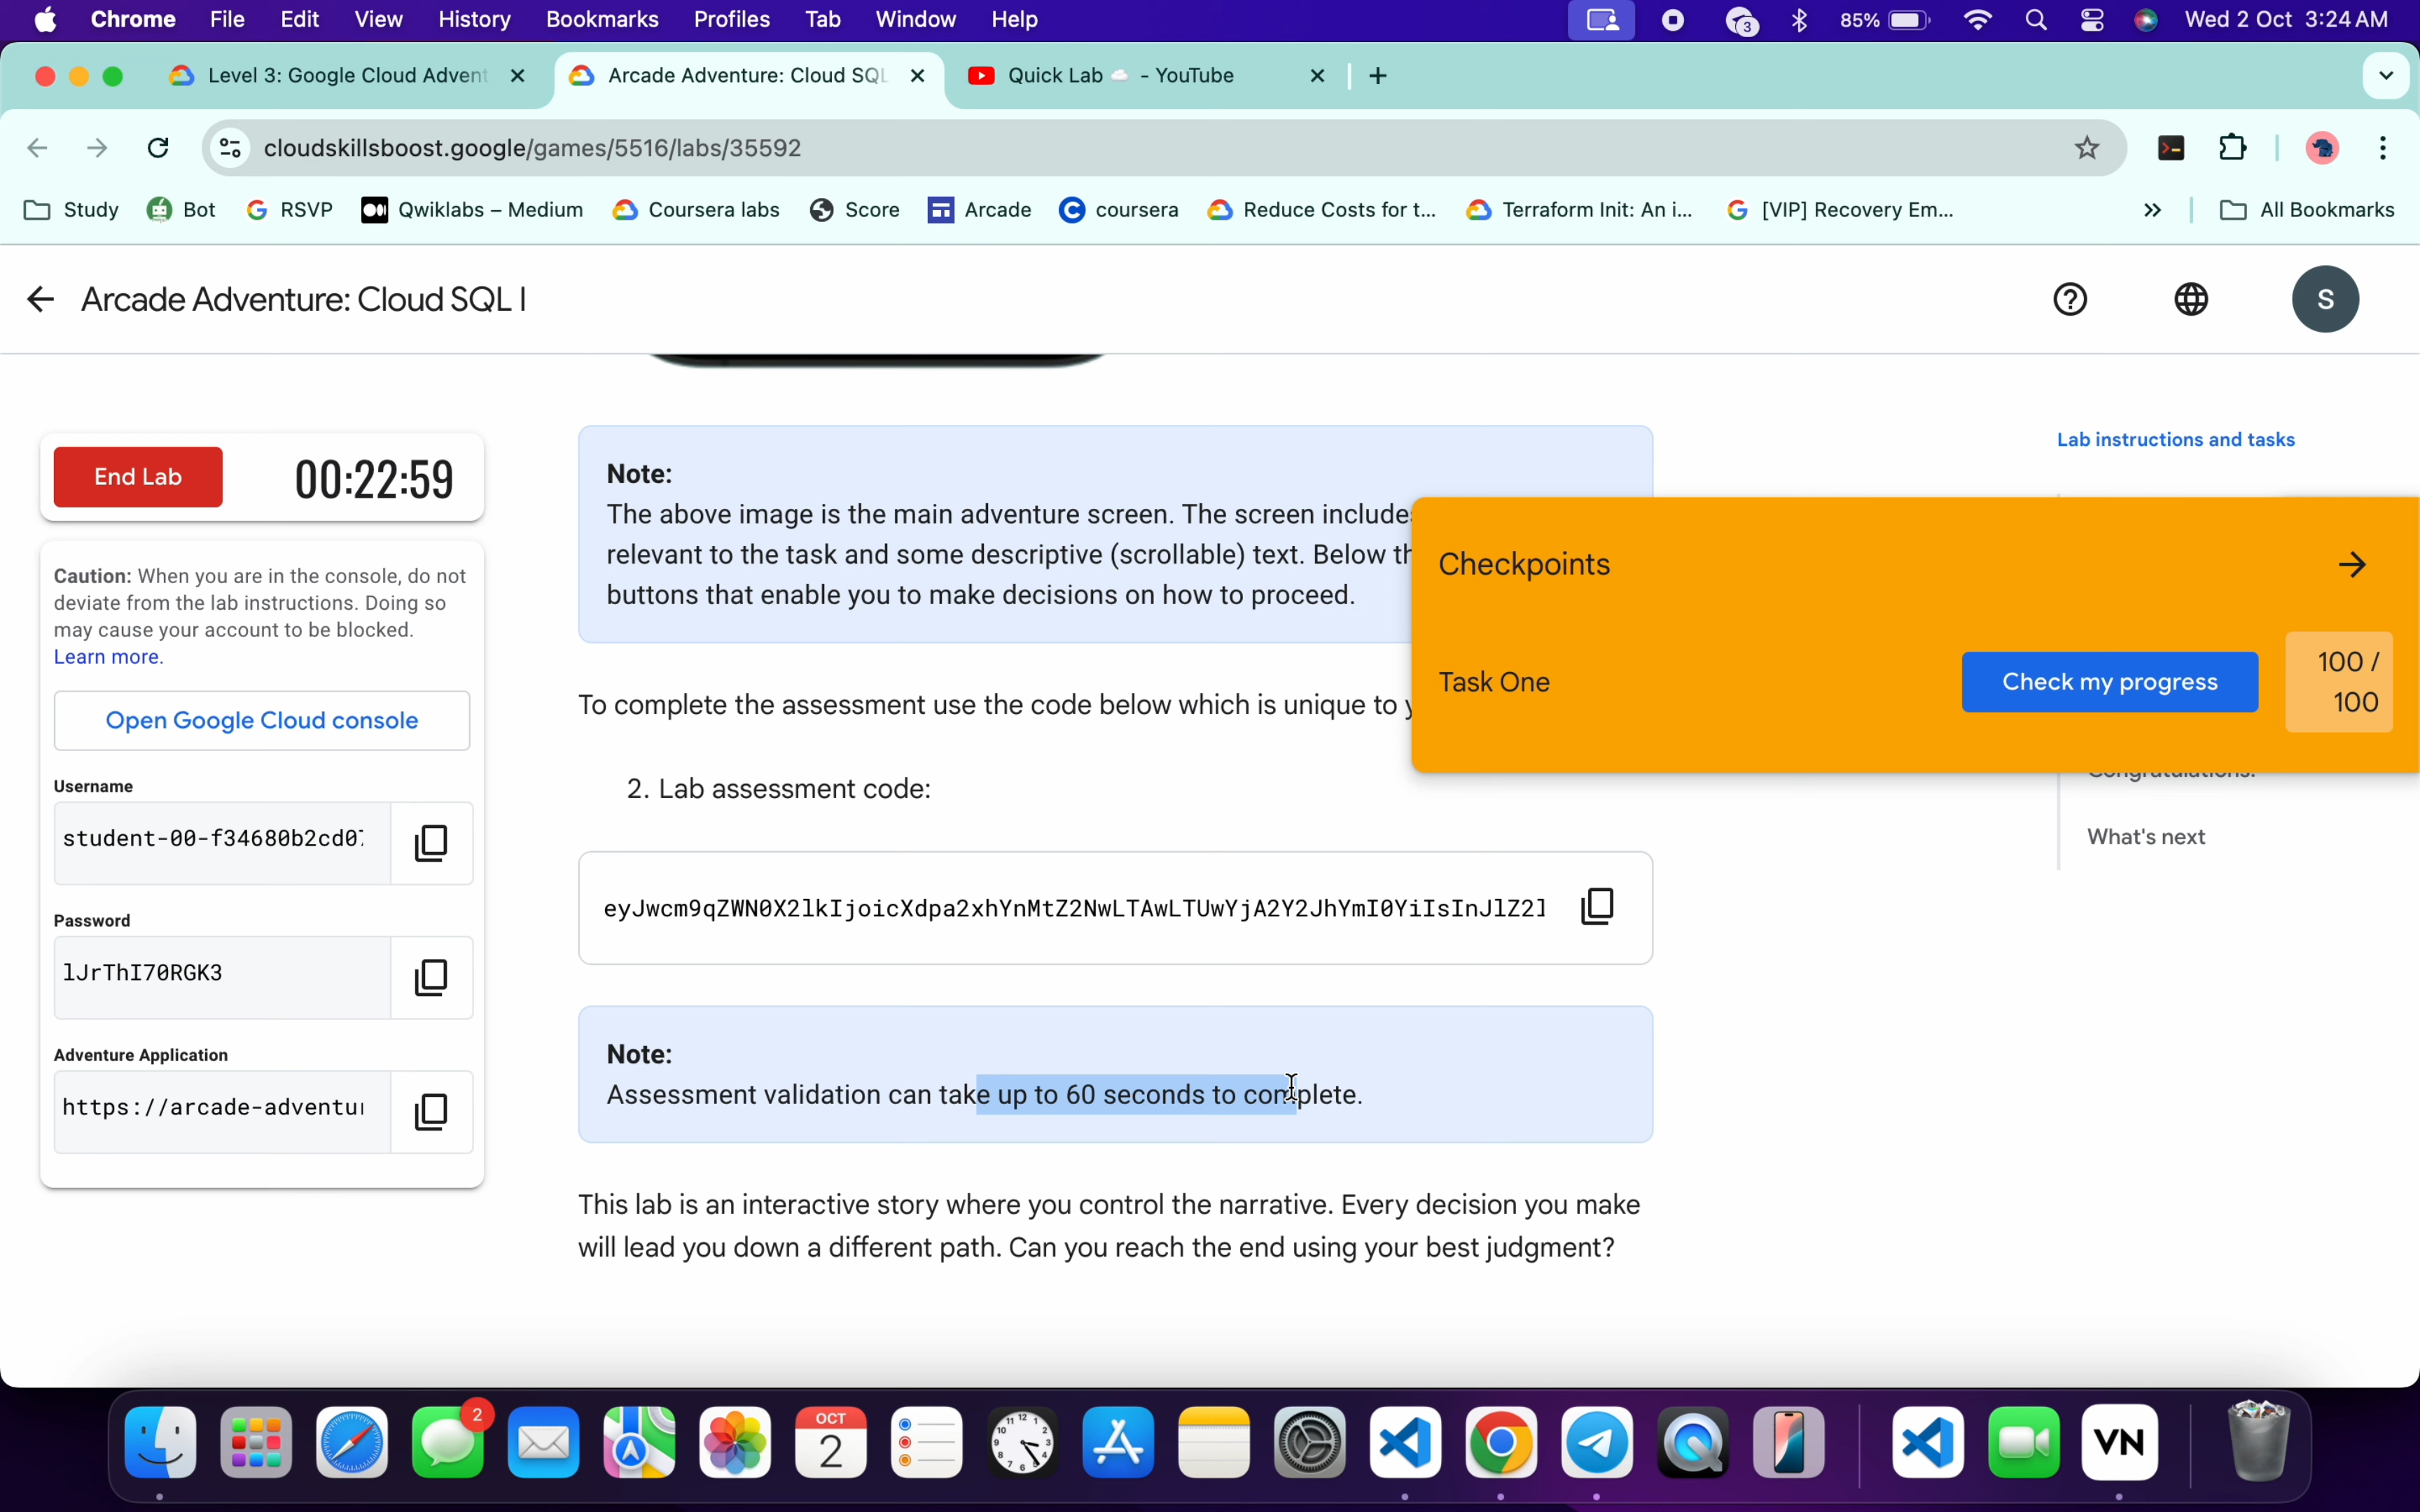 Chrome File Edit View History Bookmarks Profiles Tab Window Help 3 85% Wed 2 Oct 3:24 AM
Level 3: Google Cloud Advent Arcade Adventure: Cloud SQL Quick Lab - YouTube
cloudskillsboost.google/games/5516/labs/35592
Study Bot RSVP Qwiklabs – Medium Coursera labs Score Arcade coursera Reduce Costs for t... Terraform Init: An i... [VIP] Recovery Em... All Bookmarks
Arcade Adventure: Cloud SQL I
S
End Lab 00:22:59
Caution: When you are in the console, do not
deviate from the lab instructions. Doing so
may cause your account to be blocked.
Learn more.
Open Google Cloud console
Username
student-00-f34680b2cd07
Password
lJrThI70RGK3
Adventure Application
https://arcade-adventur
Note:
The above image is the main adventure screen. The screen includes
relevant to the task and some descriptive (scrollable) text. Below th
buttons that enable you to make decisions on how to proceed.
To complete the assessment use the code below which is unique to y
2. Lab assessment code:
eyJwcm9qZWN0X2lkIjoicXdpa2xhYnMtZ2NwLTAwLTUwYjA2Y2JhYmI0YiIsInJlZ2l
Note:
Assessment validation can take up to 60 seconds to complete.
This lab is an interactive story where you control the narrative. Every decision you make
will lead you down a different path. Can you reach the end using your best judgment?
Lab instructions and tasks
Checkpoints
Task One
Check my progress
100 /
100
Congratulations!
What's next
2
OCT
2
VN